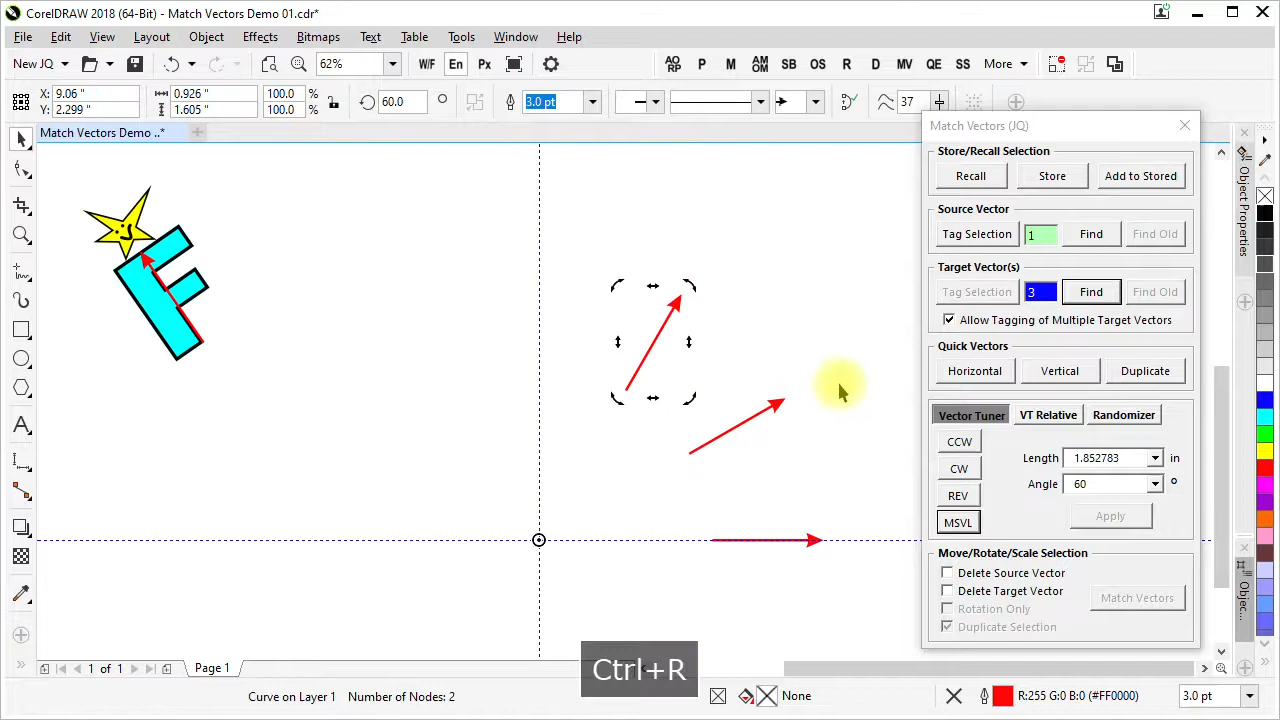 CorelDRAW 2018 (64-Bit) - Match Vectors Demo 01.cdr*
File Edit View Layout Object Effects Bitmaps Text Table Tools Window Help
New JQ 62% W/F En Px AO RP P M AM OM SB OS R D MV QE SS More
X: 9.06 " 0.926 " 100.0 % 60.0 ° 3.0 pt 37
Y: 2.299 " 1.605 " 100.0 %
Match Vectors Demo ..*
Match Vectors (JQ)
Store/Recall Selection
Recall Store Add to Stored
Source Vector
Tag Selection 1 Find Find Old
Target Vector(s)
Tag Selection 3 Find Find Old
Allow Tagging of Multiple Target Vectors
Quick Vectors
Horizontal Vertical Duplicate
Vector Tuner VT Relative Randomizer
CCW
CW
REV
MSVL
Length 1.852783 in
Angle 60 °
Apply
Move/Rotate/Scale Selection
Delete Source Vector
Delete Target Vector
Rotation Only
Duplicate Selection
Match Vectors
Object Properties
Objec...
F
Ctrl+R
1 of 1 Page 1
Curve on Layer 1 Number of Nodes: 2 None R:255 G:0 B:0 (#FF0000) 3.0 pt